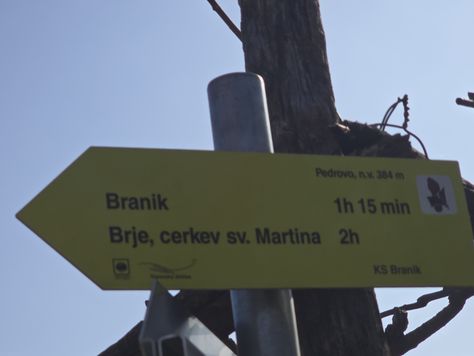 Pedrovo, n.v. 384 m
Branik 1h 15 min
Brje, cerkev sv. Martina 2h
KS Branik